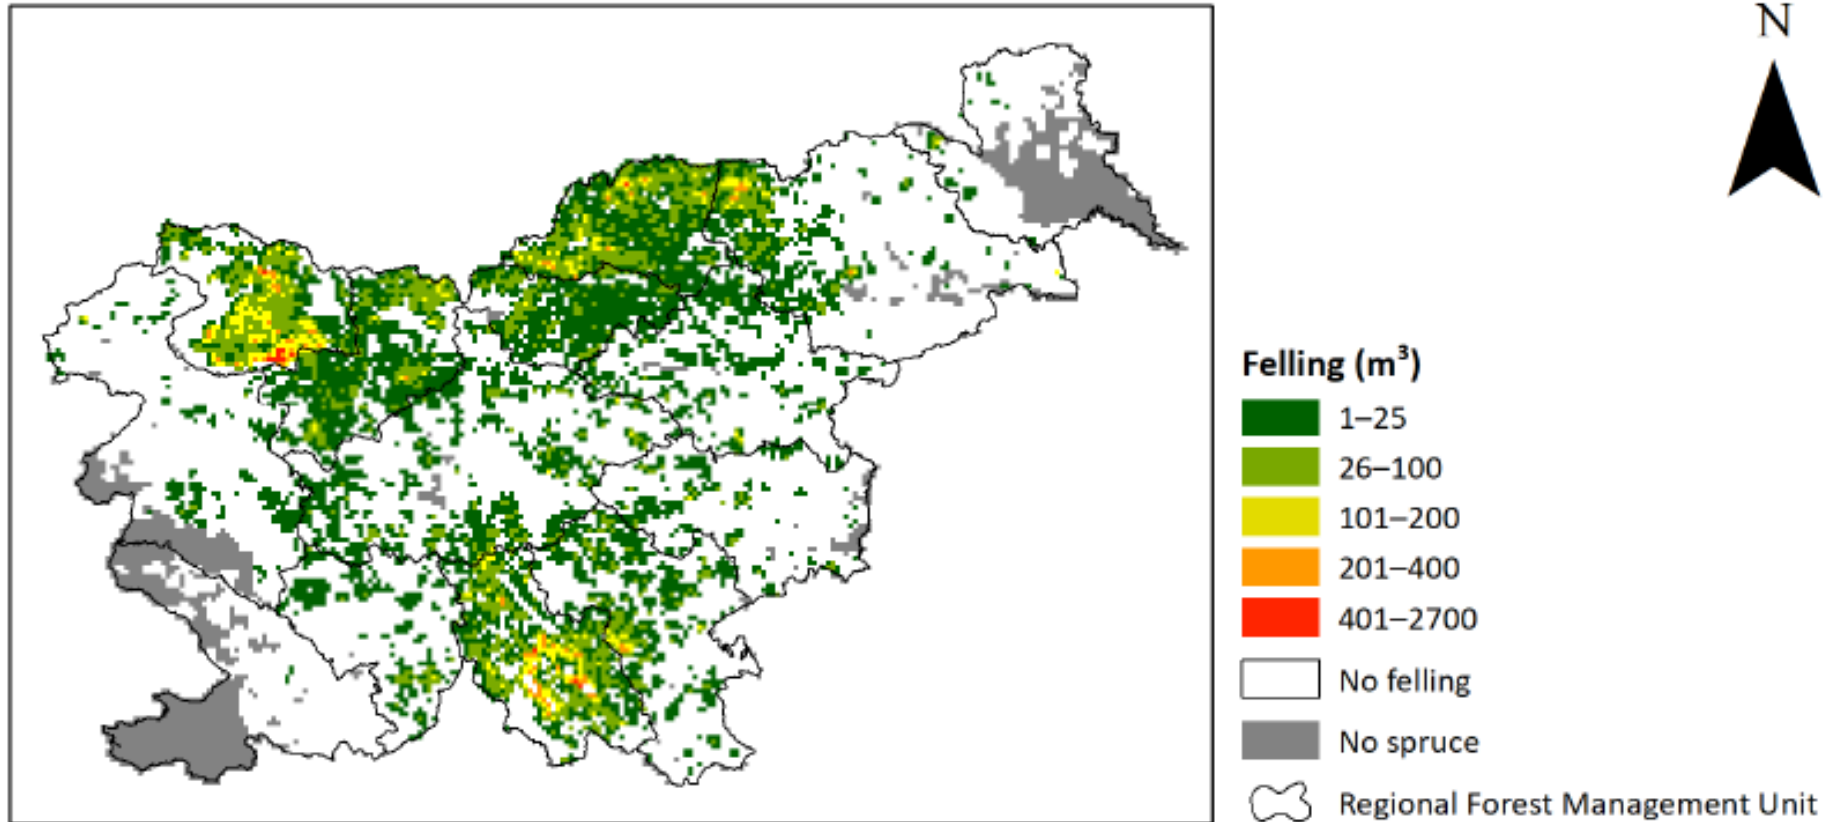 N
Felling (m³)
1–25
26–100
101–200
201–400
401–2700
No felling
No spruce
Regional Forest Management Unit